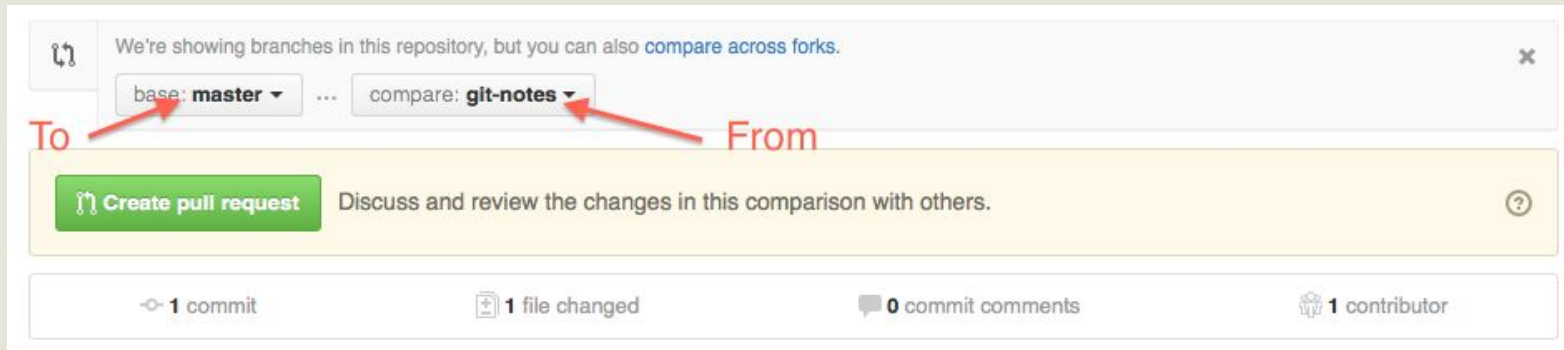 We're showing branches in this repository, but you can also compare across forks.
base: master ... compare: git-notes
To
From
Create pull request
Discuss and review the changes in this comparison with others.
1 commit
1 file changed
0 commit comments
1 contributor